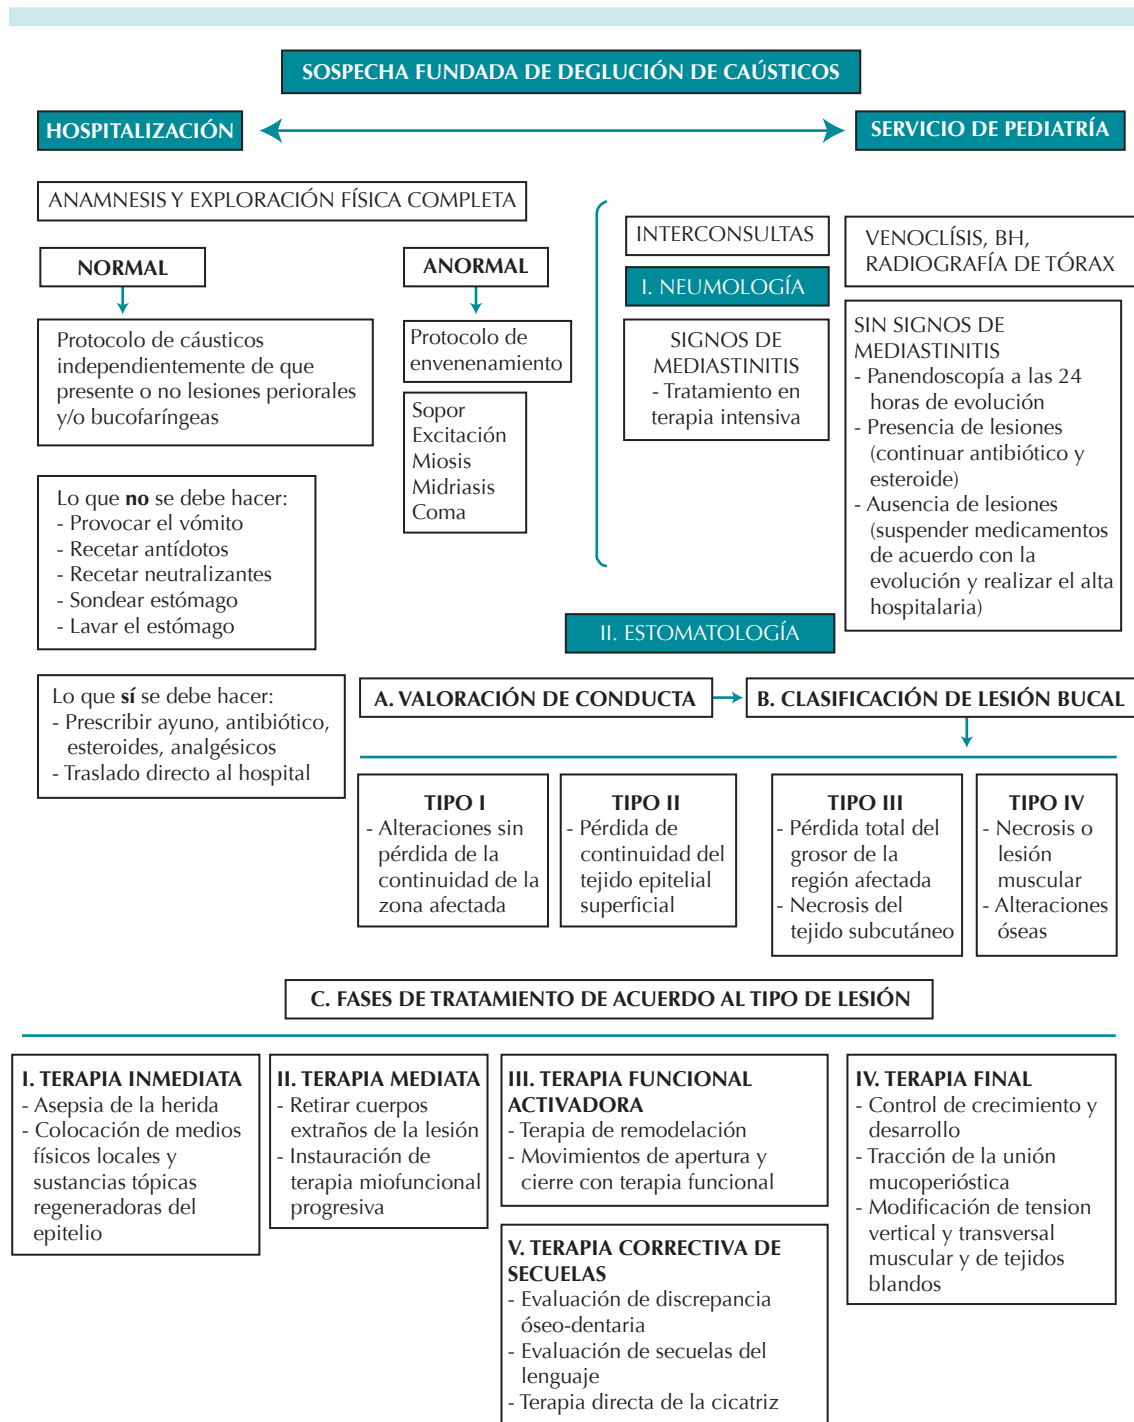 SOSPECHA FUNDADA DE DEGLUCIÓN DE CAÚSTICOS
HOSPITALIZACIÓN
SERVICIO DE PEDIATRÍA
ANAMNESIS Y EXPLORACIÓN FÍSICA COMPLETA
NORMAL
Protocolo de cáusticos
independientemente de que
presente o no lesiones periorales
y/o bucofaríngeas
ANORMAL
Protocolo de
envenenamiento
Sopor
Excitación
Miosis
Midriasis
Coma
Lo que no se debe hacer:
- Provocar el vómito
- Recetar antídotos
- Recetar neutralizantes
- Sondear estómago
- Lavar el estómago
Lo que sí se debe hacer:
- Prescribir ayuno, antibiótico,
esteroides, analgésicos
- Traslado directo al hospital
INTERCONSULTAS
I. NEUMOLOGÍA
SIGNOS DE
MEDIASTINITIS
- Tratamiento en
terapia intensiva
VENOCLÍSIS, BH,
RADIOGRAFÍA DE TÓRAX
SIN SIGNOS DE
MEDIASTINITIS
- Panendoscopía a las 24
horas de evolución
- Presencia de lesiones
(continuar antibiótico y
esteroide)
- Ausencia de lesiones
(suspender medicamentos
de acuerdo con la
evolución y realizar el alta
hospitalaria)
II. ESTOMATOLOGÍA
A. VALORACIÓN DE CONDUCTA
B. CLASIFICACIÓN DE LESIÓN BUCAL
TIPO I
- Alteraciones sin
pérdida de la
continuidad de la
zona afectada
TIPO II
- Pérdida de
continuidad del
tejido epitelial
superficial
TIPO III
- Pérdida total del
grosor de la
región afectada
- Necrosis del
tejido subcutáneo
TIPO IV
- Necrosis o
lesión
muscular
- Alteraciones
óseas
C. FASES DE TRATAMIENTO DE ACUERDO AL TIPO DE LESIÓN
I. TERAPIA INMEDIATA
- Asepsia de la herida
- Colocación de medios
físicos locales y
sustancias tópicas
regeneradoras del
epitelio
II. TERAPIA MEDIATA
- Retirar cuerpos
extraños de la lesión
- Instauración de
terapia miofuncional
progresiva
III. TERAPIA FUNCIONAL
ACTIVADORA
- Terapia de remodelación
- Movimientos de apertura y
cierre con terapia funcional
IV. TERAPIA FINAL
- Control de crecimiento y
desarrollo
- Tracción de la unión
mucoperióstica
- Modificación de tension
vertical y transversal
muscular y de tejidos
blandos
V. TERAPIA CORRECTIVA DE
SECUELAS
- Evaluación de discrepancia
óseo-dentaria
- Evaluación de secuelas del
lenguaje
- Terapia directa de la cicatriz